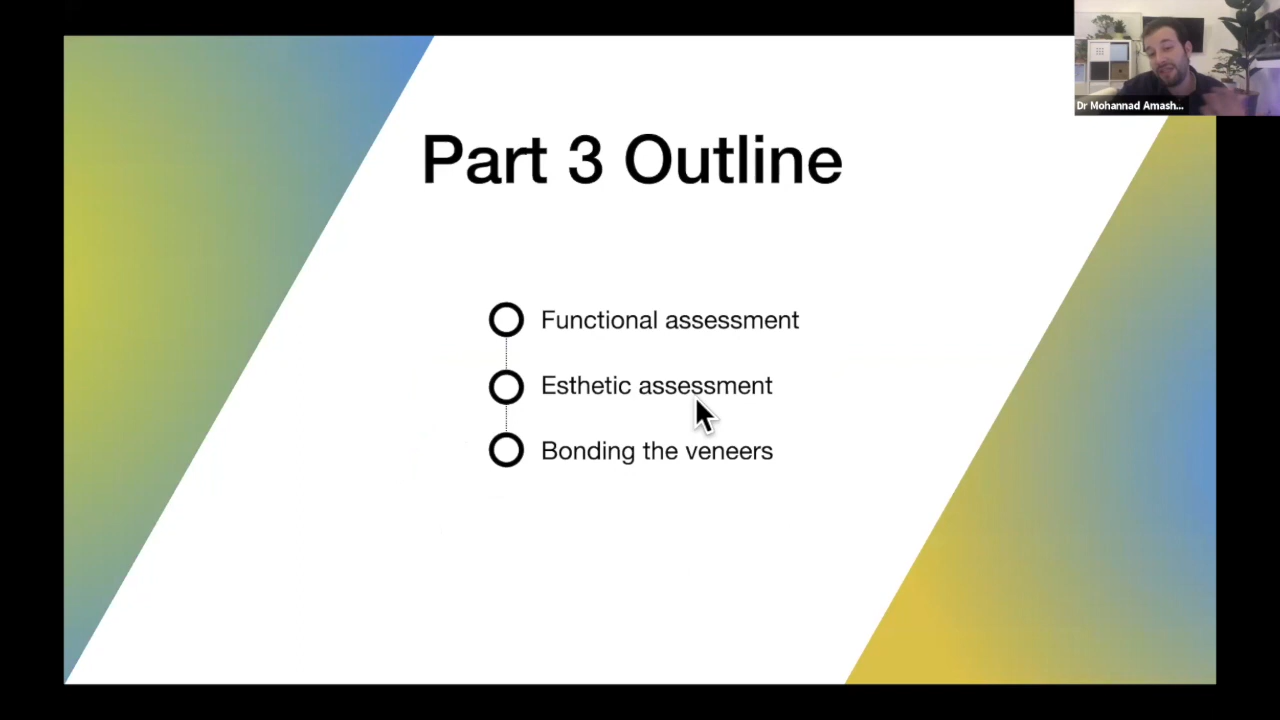 Dr Mohannad Amash...
Part 3 Outline
Functional assessment
Esthetic assessment
Bonding the veneers